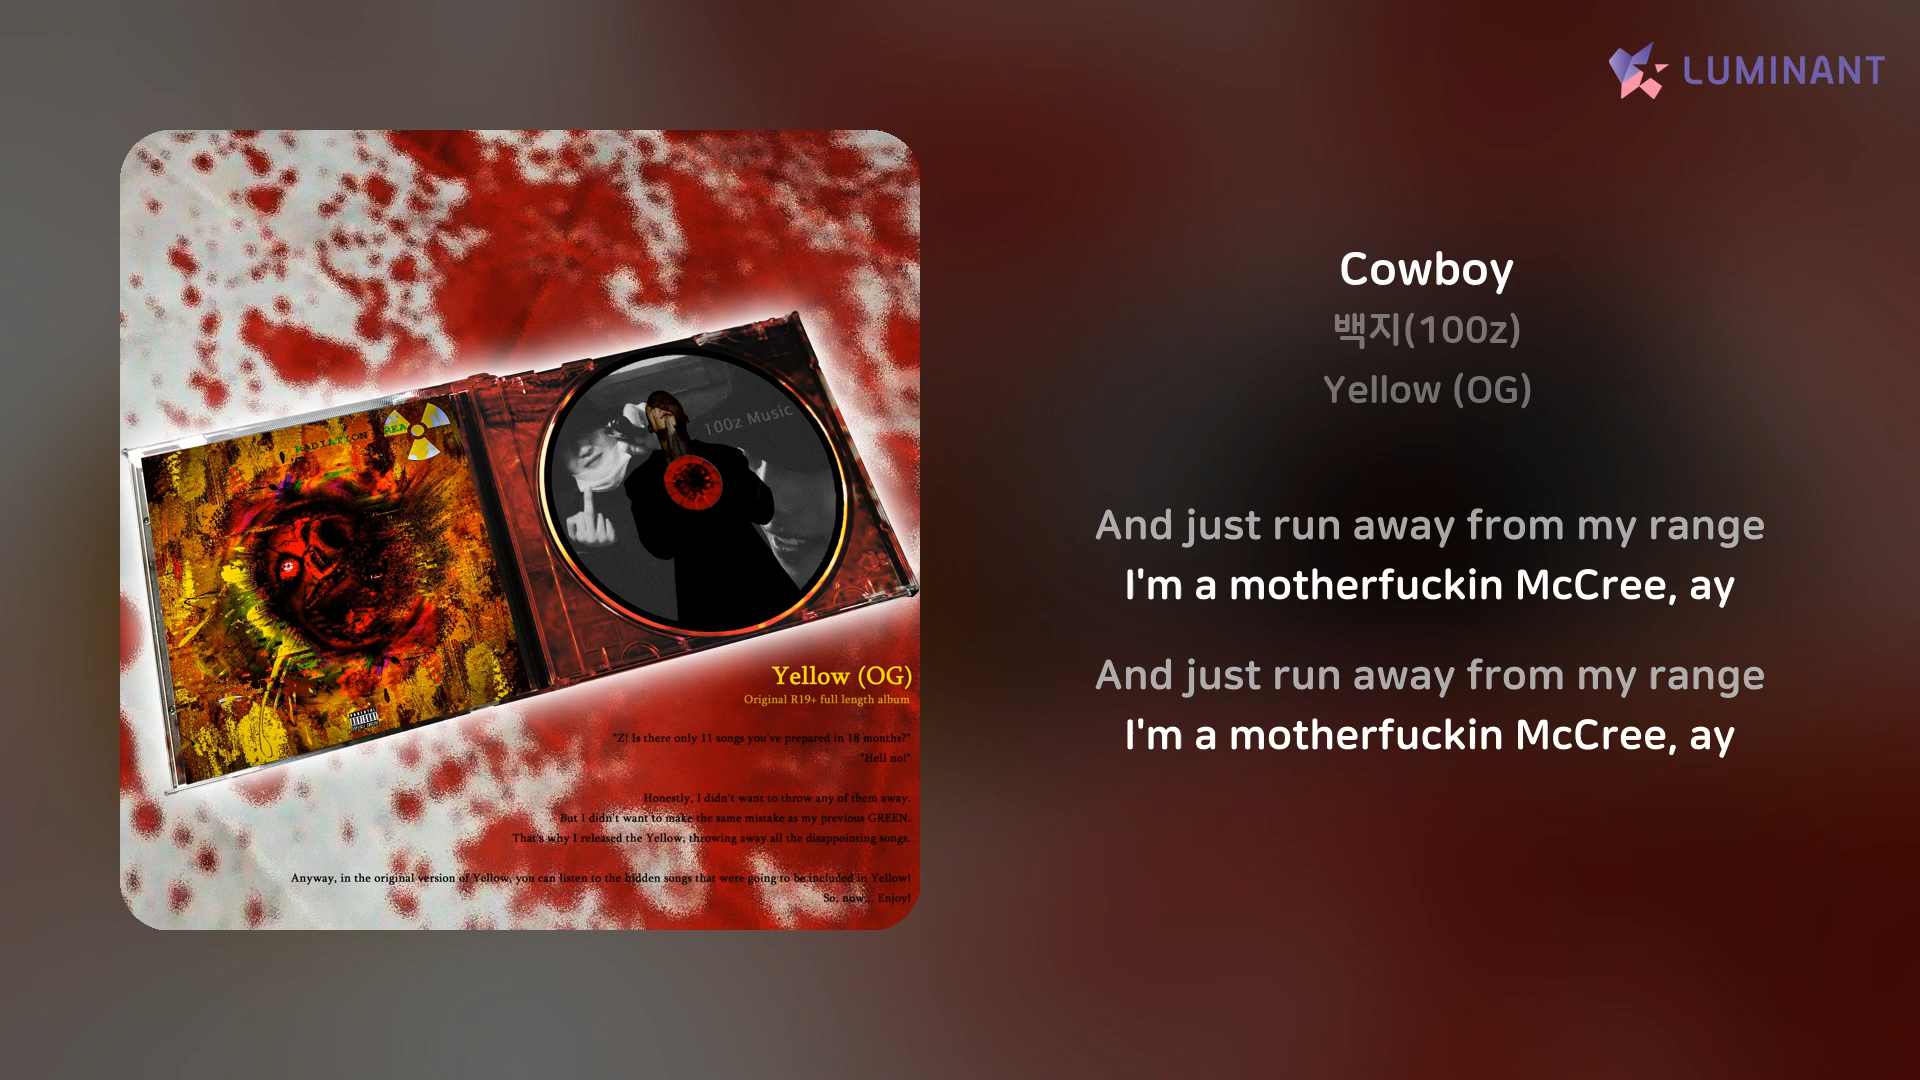 LUMINANT
Cowboy
백지(100z)
Yellow (OG)
And just run away from my range
I'm a motherfuckin McCree, ay
And just run away from my range
I'm a motherfuckin McCree, ay
RADIATION AREA
100z Music
Yellow (OG)
Original R19+ full length album
"Z! Is there only 11 songs you've prepared in 18 months?"
"Hell no!"
Honestly, I didn't want to throw any of them away.
But I didn't want to make the same mistake as my previous GREEN.
That's why I released the Yellow, throwing away all the disappointing songs.
Anyway, in the original version of Yellow, you can listen to the hidden songs that were going to be included in Yellow!
So, now... Enjoy!